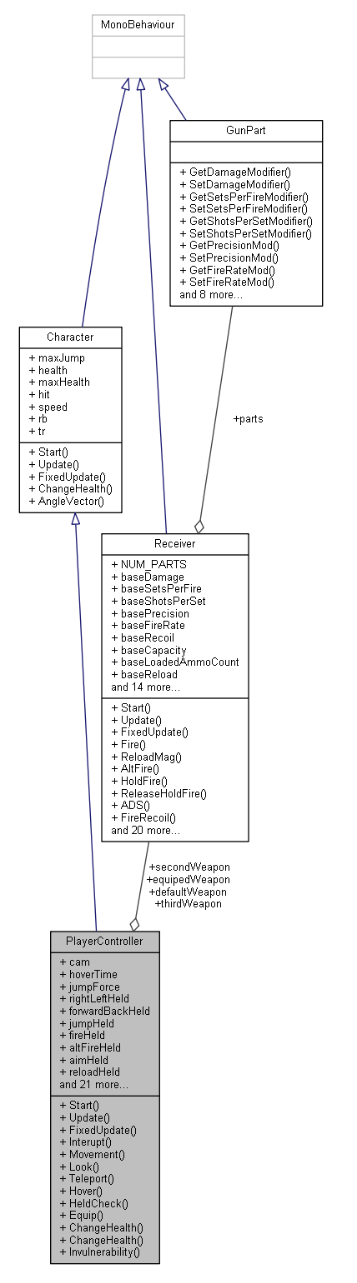 MonoBehaviour
GunPart
+ GetDamageModifier()
+ SetDamageModifier()
+ GetSetsPerFireModifier()
+ SetSetsPerFireModifier()
+ GetShotsPerSetModifier()
+ SetShotsPerSetModifier()
+ GetPrecisionMod()
+ SetPrecisionMod()
+ GetFireRateMod()
+ SetFireRateMod()
and 8 more...
Character
+ maxJump
+ health
+ maxHealth
+ hit
+ speed
+ rb
+ tr
+ Start()
+ Update()
+ FixedUpdate()
+ ChangeHealth()
+ AngleVector()
+parts
Receiver
+ NUM_PARTS
+ baseDamage
+ baseSetsPerFire
+ baseShotsPerSet
+ basePrecision
+ baseFireRate
+ baseRecoil
+ baseCapacity
+ baseLoadedAmmoCount
+ baseReload
and 14 more...
+ Start()
+ Update()
+ FixedUpdate()
+ Fire()
+ ReloadMag()
+ AltFire()
+ HoldFire()
+ ReleaseHoldFire()
+ ADS()
+ FireRecoil()
and 20 more...
+secondWeapon
+equipedWeapon
+defaultWeapon
+thirdWeapon
PlayerController
+ cam
+ hoverTime
+ jumpForce
+ rightLeftHeld
+ forwardBackHeld
+ jumpHeld
+ fireHeld
+ altFireHeld
+ aimHeld
+ reloadHeld
and 21 more...
+ Start()
+ Update()
+ FixedUpdate()
+ Interupt()
+ Movement()
+ Look()
+ Teleport()
+ Hover()
+ HeldCheck()
+ Equip()
+ ChangeHealth()
+ ChangeHealth()
+ Invulnerability()